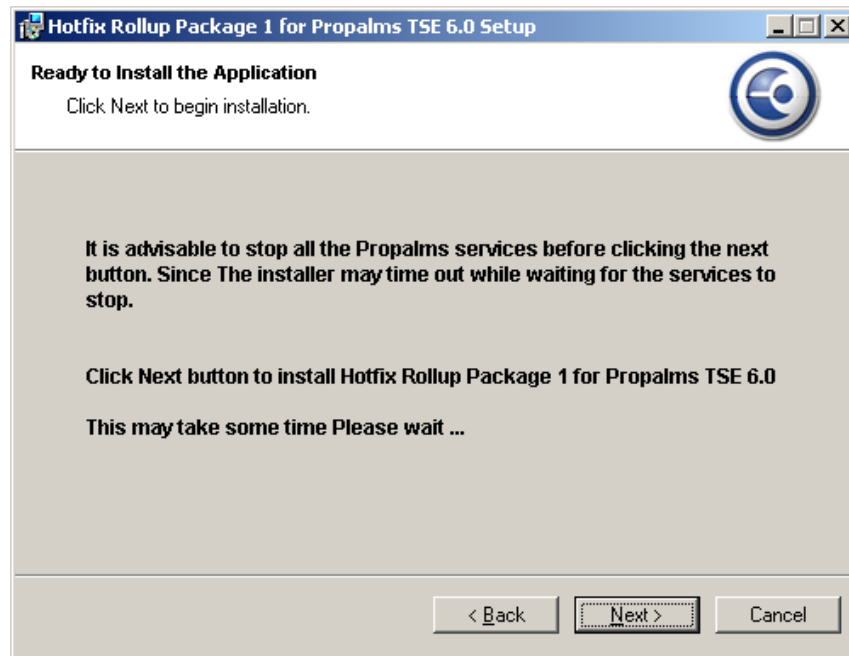 Hotfix Rollup Package 1 for Propalms TSE 6.0 Setup
Ready to Install the Application
Click Next to begin installation.
It is advisable to stop all the Propalms services before clicking the next
button. Since The installer may time out while waiting for the services to
stop.
Click Next button to install Hotfix Rollup Package 1 for Propalms TSE 6.0
This may take some time Please wait ...
< Back Next > Cancel